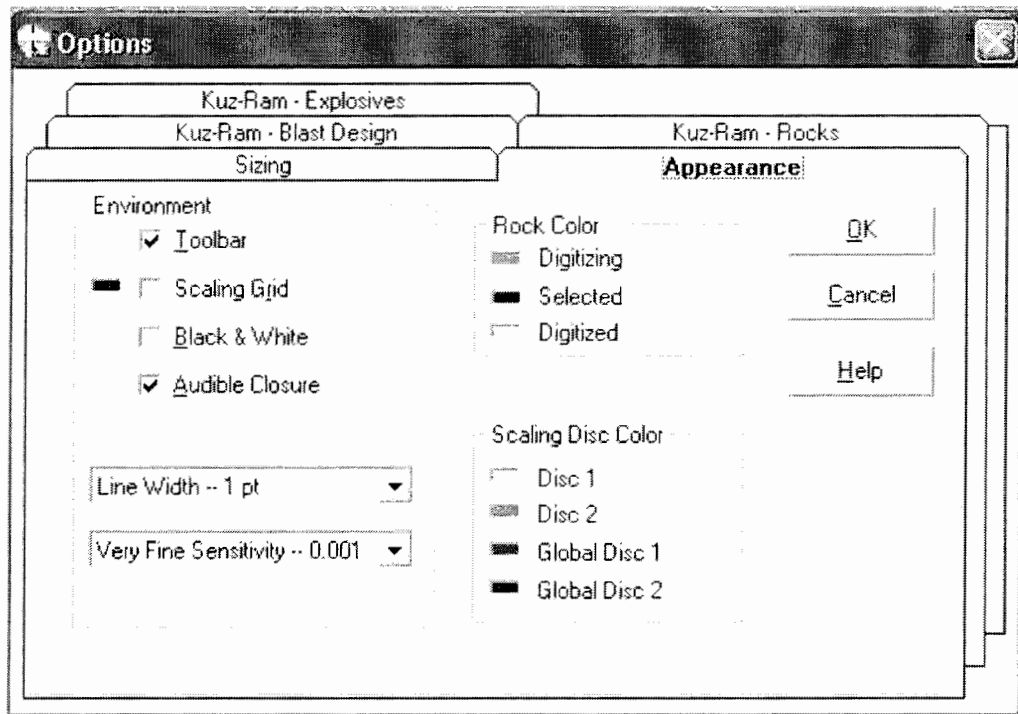 Options
Kuz-Ram - Explosives
Kuz-Ram - Blast Design
Kuz-Ram - Rocks
Sizing
Appearance
Environment
Toolbar
Scaling Grid
Black & White
Audible Closure
Line Width -- 1 pt
Very Fine Sensitivity -- 0.001
Rock Color
Digitizing
Selected
Digitized
Scaling Disc Color
Disc 1
Disc 2
Global Disc 1
Global Disc 2
OK
Cancel
Help